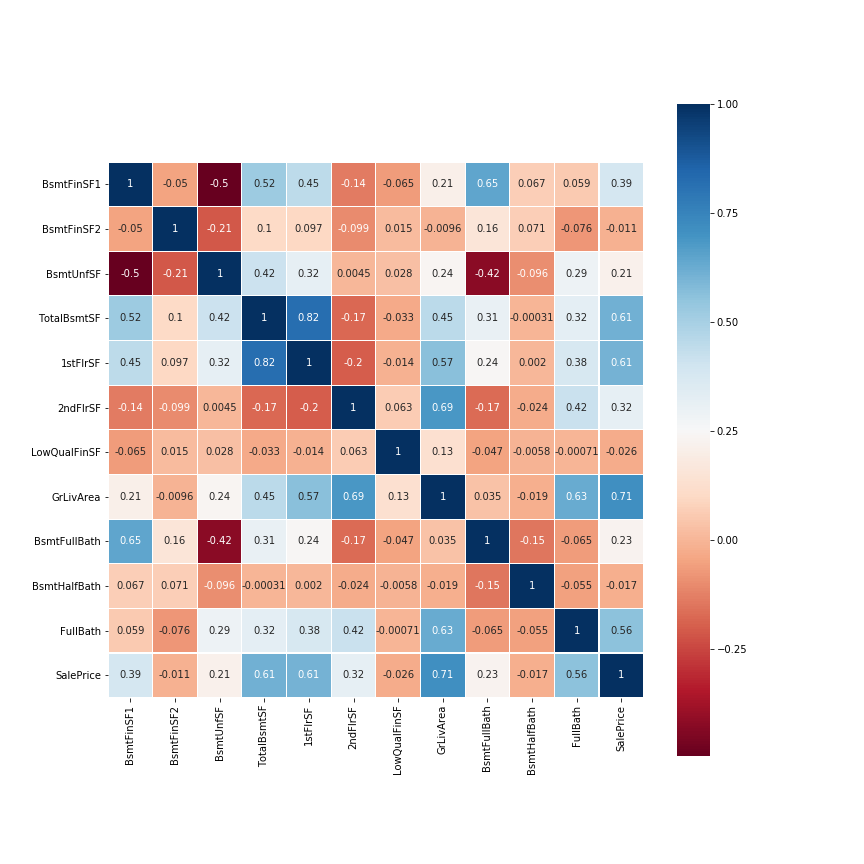 1.00
BsmtFinSF1 1 -0.05 -0.5 0.52 0.45 -0.14 -0.065 0.21 0.65 0.067 0.059 0.39
0.75
BsmtFinSF2 -0.05 1 -0.21 0.1 0.097 -0.099 0.015 -0.0096 0.16 0.071 -0.076 -0.011
BsmtUnfSF -0.5 -0.21 1 0.42 0.32 0.0045 0.028 0.24 -0.42 -0.096 0.29 0.21
TotalBsmtSF 0.52 0.1 0.42 1 0.82 -0.17 -0.033 0.45 0.31 -0.00031 0.32 0.61
0.50
1stFlrSF 0.45 0.097 0.32 0.82 1 -0.2 -0.014 0.57 0.24 0.002 0.38 0.61
2ndFlrSF -0.14 -0.099 0.0045 -0.17 -0.2 1 0.063 0.69 -0.17 -0.024 0.42 0.32
0.25
LowQualFinSF -0.065 0.015 0.028 -0.033 -0.014 0.063 1 0.13 -0.047 -0.0058 -0.00071 -0.026
GrLivArea 0.21 -0.0096 0.24 0.45 0.57 0.69 0.13 1 0.035 -0.019 0.63 0.71
BsmtFullBath 0.65 0.16 -0.42 0.31 0.24 -0.17 -0.047 0.035 1 -0.15 -0.065 0.23
0.00
BsmtHalfBath 0.067 0.071 -0.096 -0.00031 0.002 -0.024 -0.0058 -0.019 -0.15 1 -0.055 -0.017
FullBath 0.059 -0.076 0.29 0.32 0.38 0.42 -0.00071 0.63 -0.065 -0.055 1 0.56
−0.25
SalePrice 0.39 -0.011 0.21 0.61 0.61 0.32 -0.026 0.71 0.23 -0.017 0.56 1
BsmtFinSF1
BsmtFinSF2
BsmtUnfSF
TotalBsmtSF
1stFlrSF
2ndFlrSF
LowQualFinSF
GrLivArea
BsmtFullBath
BsmtHalfBath
FullBath
SalePrice